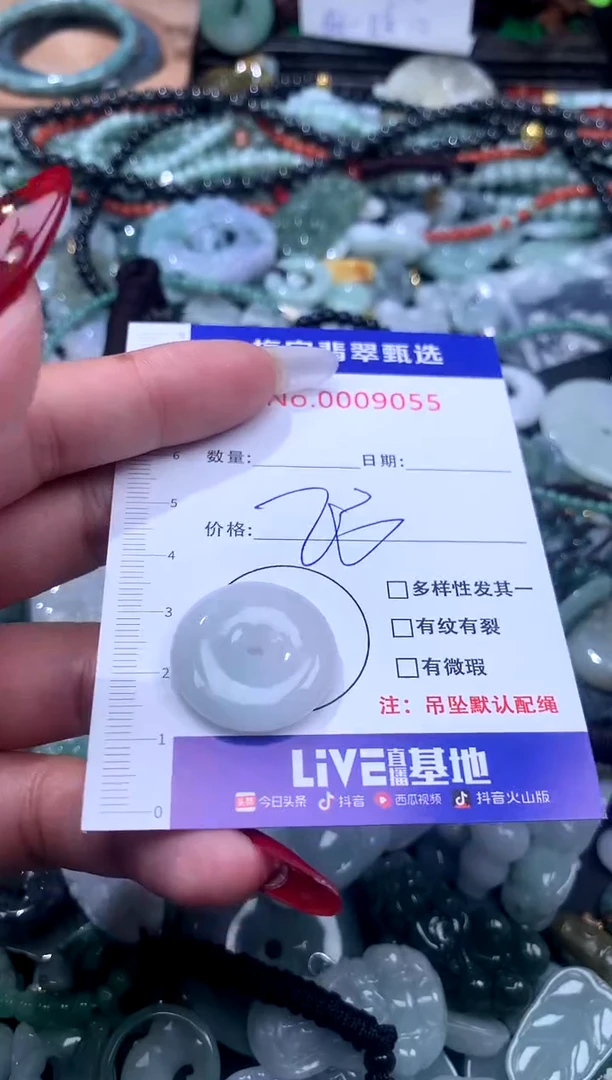 翡翠甄选
No.0009055
数量:
日期:
价格:
多样性发其一
有纹有裂
有微瑕
注：吊坠默认配绳
LiVE直播基地
今日头条 抖音 西瓜视频 抖音火山版
6
5
4
3
2
1
0